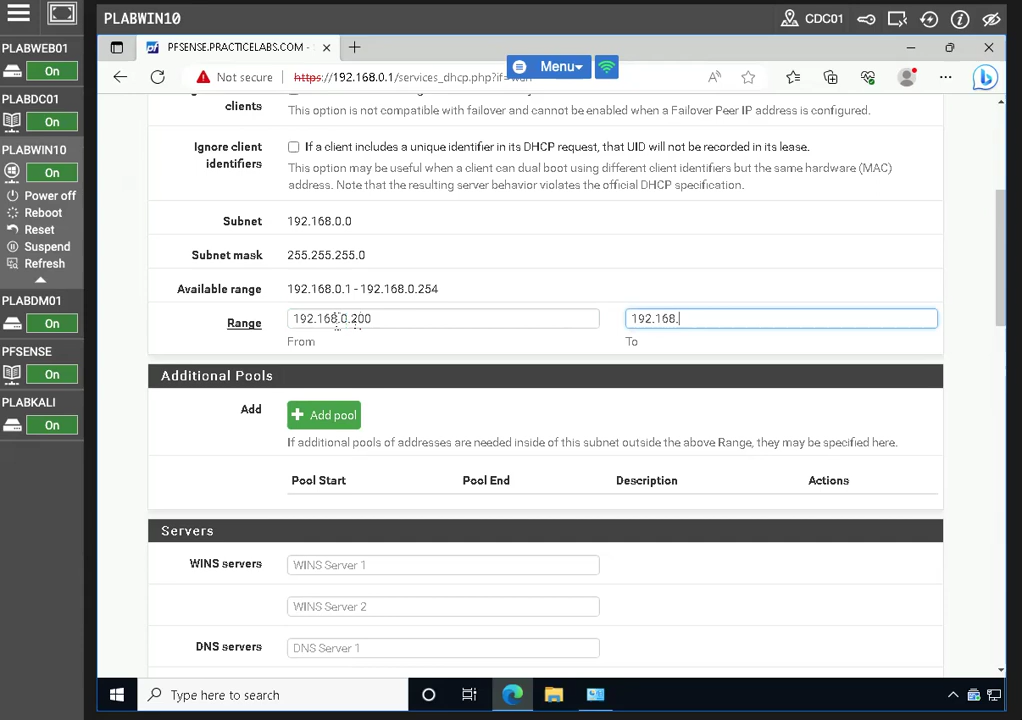 PLABWIN10
CDC01
PLABWEB01
On
PLABDC01
On
PLABWIN10
On
Power off
Reboot
Reset
Suspend
Refresh
PLABDM01
On
PFSENSE
On
PLABKALI
On
PFSENSE.PRACTICELABS.COM -
Not secure
https://192.168.0.1/services_dhcp.php?if=
Menu
clients
This option is not compatible with failover and cannot be enabled when a Failover Peer IP address is configured.
Ignore client
identifiers
If a client includes a unique identifier in its DHCP request, that UID will not be recorded in its lease.
This option may be useful when a client can dual boot using different client identifiers but the same hardware (MAC)
address. Note that the resulting server behavior violates the official DHCP specification.
Subnet
192.168.0.0
Subnet mask
255.255.255.0
Available range
192.168.0.1 - 192.168.0.254
Range
192.168.0.200
192.168.
From
To
Additional Pools
Add
Add pool
If additional pools of addresses are needed inside of this subnet outside the above Range, they may be specified here.
Pool Start
Pool End
Description
Actions
Servers
WINS servers
WINS Server 1
WINS Server 2
DNS servers
DNS Server 1
Type here to search